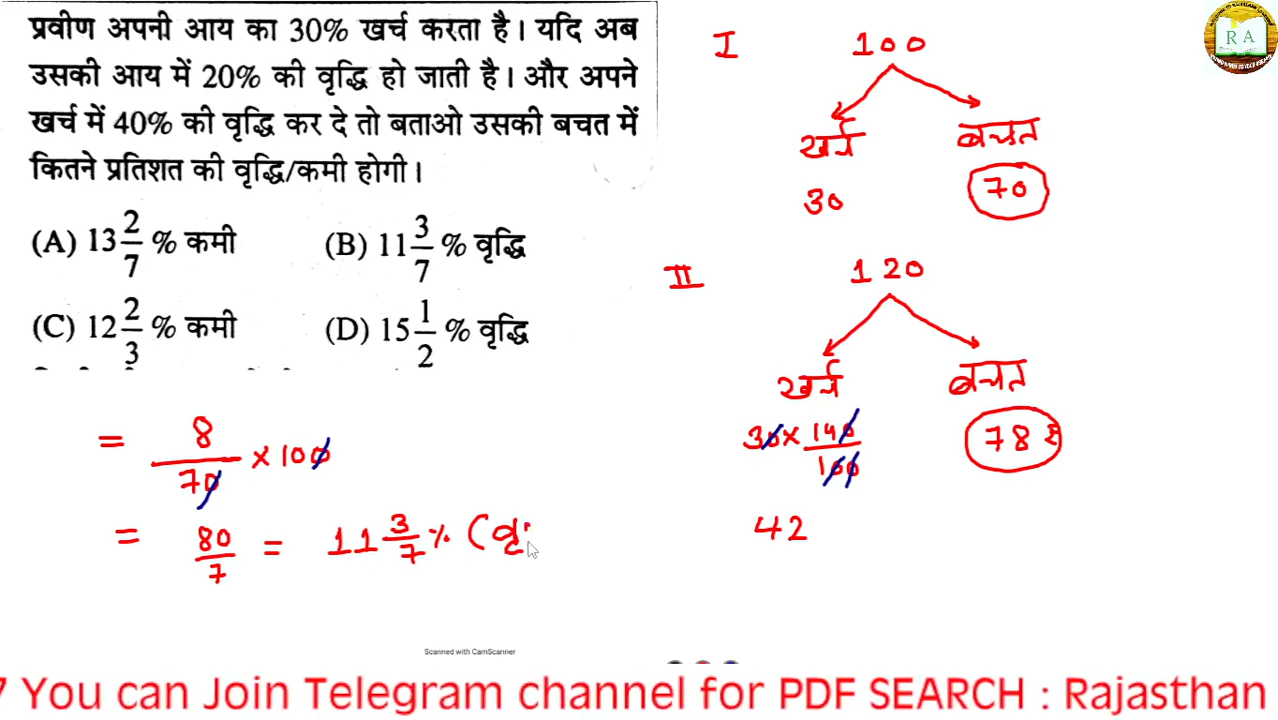 प्रवीण अपनी आय का 30% खर्च करता है। यदि अब
उसकी आय में 20% की वृद्धि हो जाती है। और अपने
खर्च में 40% की वृद्धि कर दे तो बताओ उसकी बचत में
कितने प्रतिशत की वृद्धि/कमी होगी।
(A) 13 2/7 % कमी (B) 11 3/7 % वृद्धि
(C) 12 2/3 % कमी (D) 15 1/2 % वृद्धि
= 8/70 × 100
= 80/7 = 11 3/7 % (वृ
I 100
खर्च बचत
30 70
II 120
खर्च बचत
30 × 140/100 78
42
R A
Scanned with CamScanner
7 You can Join Telegram channel for PDF SEARCH : Rajasthan